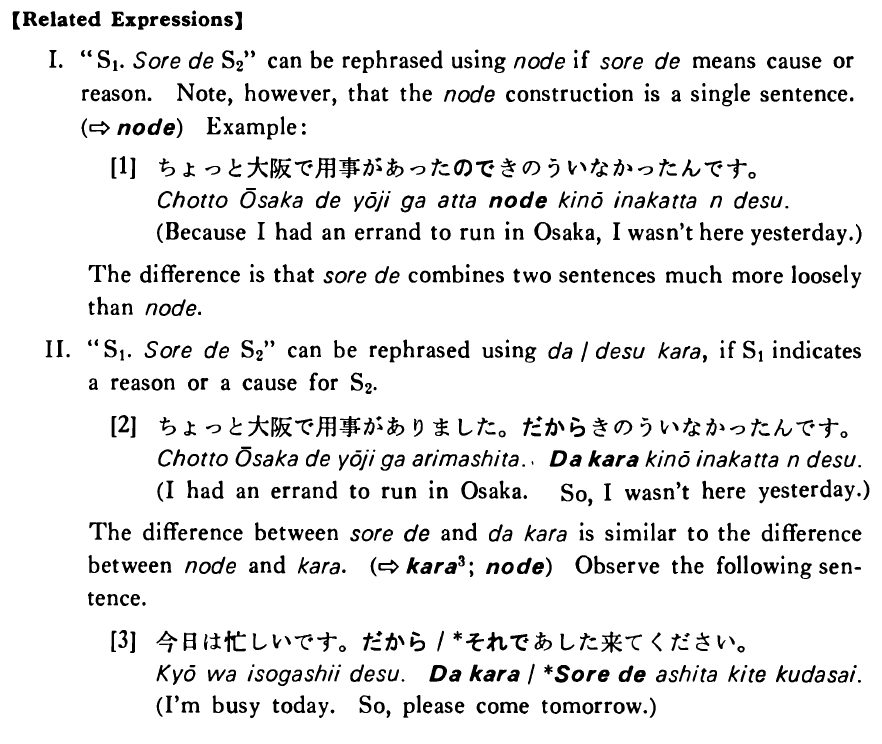 【Related Expressions】
I. “S₁. Sore de S₂” can be rephrased using node if sore de means cause or
reason. Note, however, that the node construction is a single sentence.
(⇨ node) Example:
[1] ちょっと大阪で用事があったのできのういなかったんです。
Chotto Ōsaka de yōji ga atta node kinō inakatta n desu.
(Because I had an errand to run in Osaka, I wasn't here yesterday.)
The difference is that sore de combines two sentences much more loosely
than node.
II. “S₁. Sore de S₂” can be rephrased using da / desu kara, if S₁ indicates
a reason or a cause for S₂.
[2] ちょっと大阪で用事がありました。だからきのういなかったんです。
Chotto Ōsaka de yōji ga arimashita. Da kara kinō inakatta n desu.
(I had an errand to run in Osaka. So, I wasn't here yesterday.)
The difference between sore de and da kara is similar to the difference
between node and kara. (⇨ kara³; node) Observe the following sen-
tence.
[3] 今日は忙しいです。だから / *それであした来てください。
Kyō wa isogashii desu. Da kara / *Sore de ashita kite kudasai.
(I'm busy today. So, please come tomorrow.)